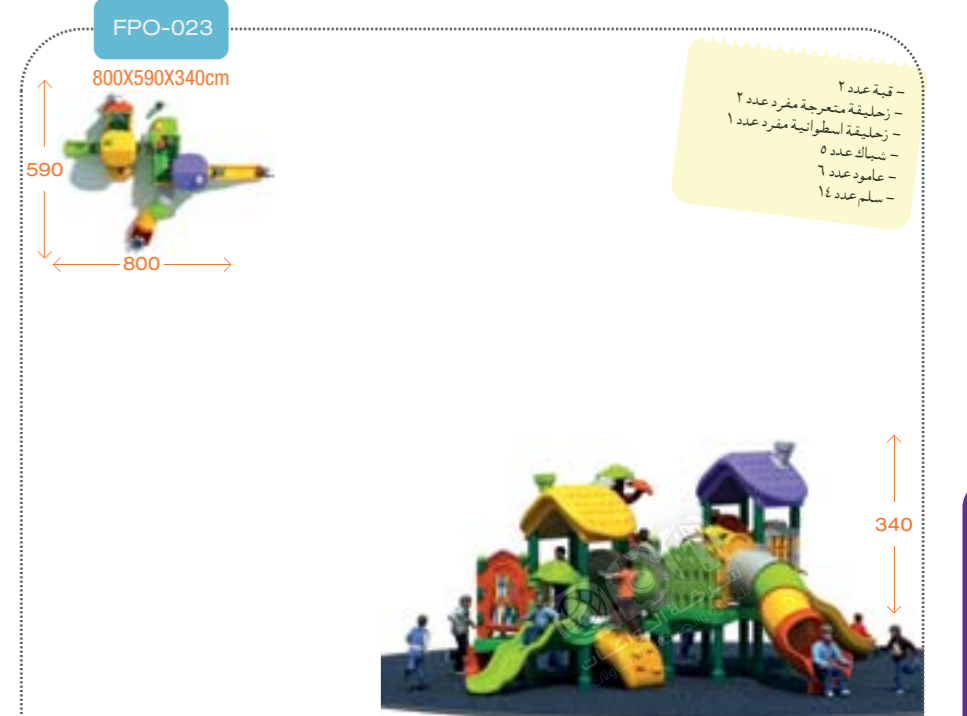 FPO-023
800X590X340cm
590
800
– قبة عدد ٢
– زحليقة متعرجة مفرد عدد ٢
– زحليقة اسطوانية مفرد عدد ١
– شباك عدد ٥
– عامود عدد ٦
– سلم عدد ١٤
340